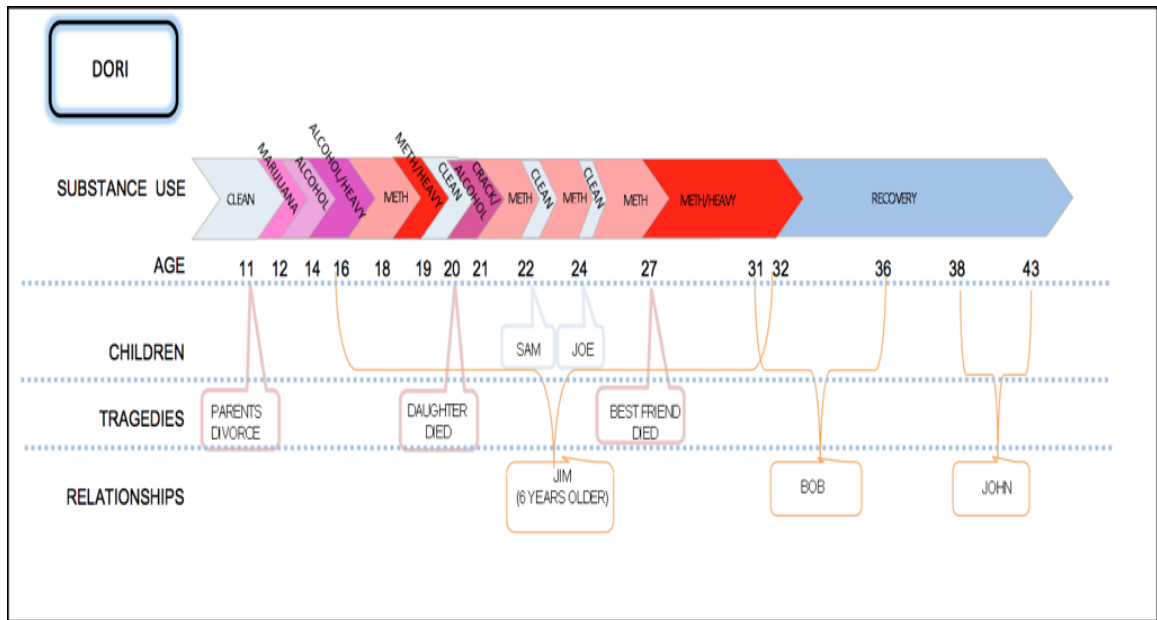 DORI
SUBSTANCE USE
CLEAN
MARIJUANA
ALCOHOL
ALCOHOL/HEAVY
METH
METH/HEAVY
CLEAN
CRACK/
ALCOHOL
METH
CLEAN
METH
CLEAN
METH
METH/HEAVY
RECOVERY
AGE 11 12 14 16 18 19 20 21 22 24 27 31 32 36 38 43
CHILDREN
SAM
JOE
TRAGEDIES
PARENTS
DIVORCE
DAUGHTER
DIED
BEST FRIEND
DIED
RELATIONSHIPS
JIM
(6 YEARS OLDER)
BOB
JOHN